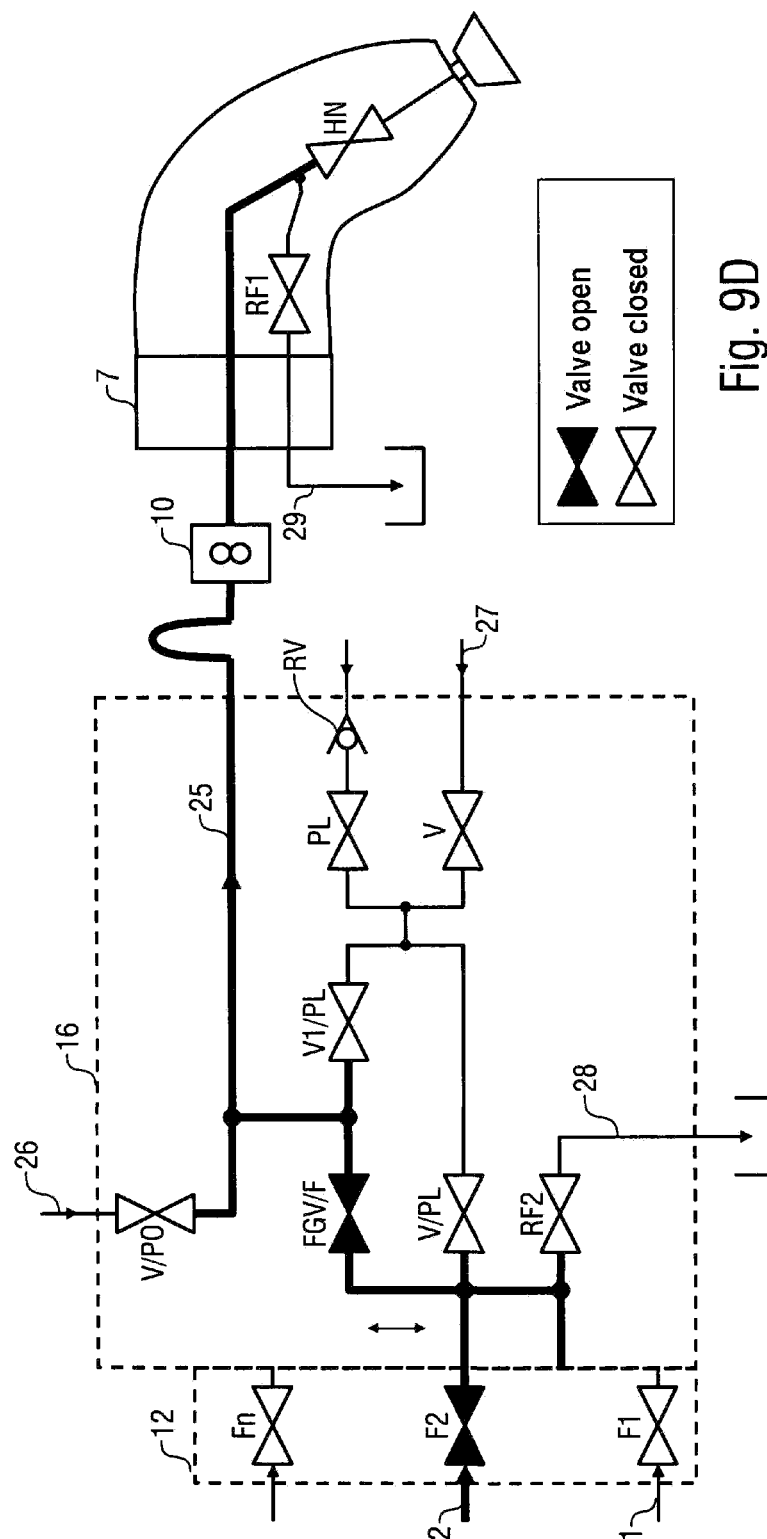 26
16
V/PO
25
12
Fn
FGV/F
V1/PL
PL
RV
2
F2
V/PL
V
27
1
F1
RF2
28
10
8
7
29
RF1
HN
Valve open
Valve closed
Fig. 9D